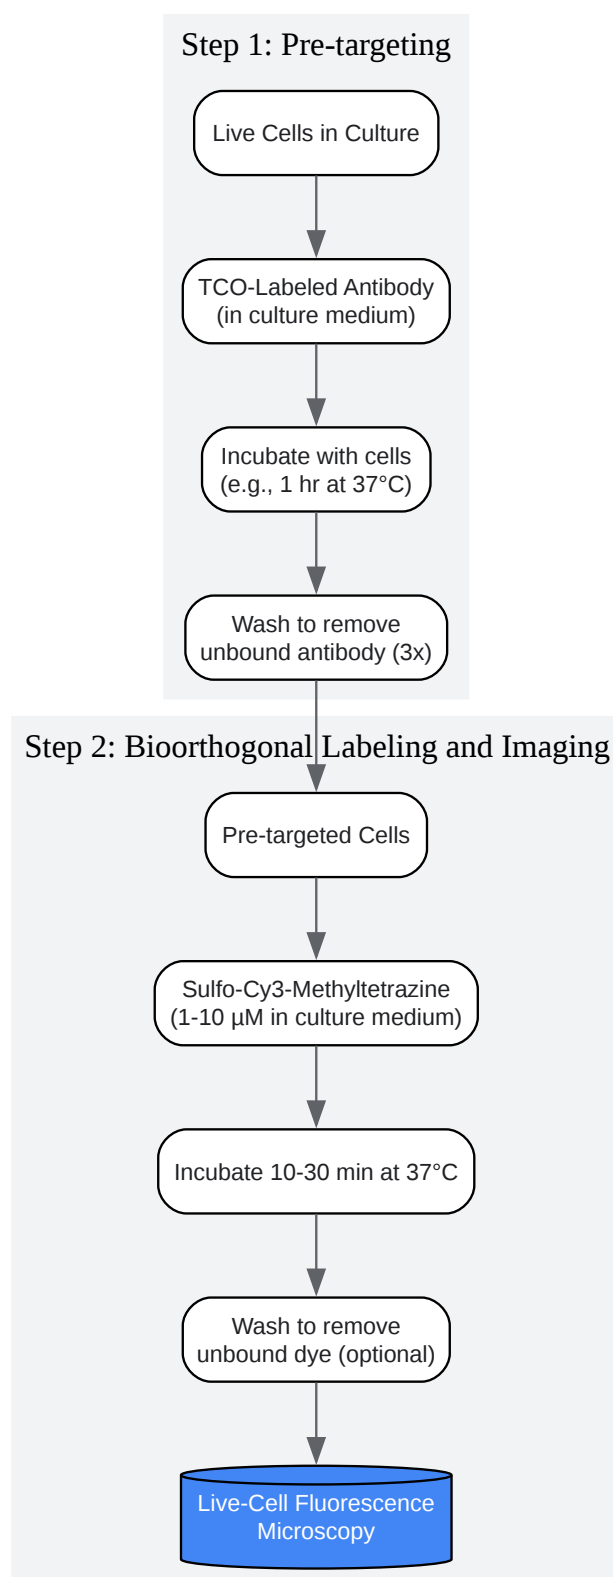 Step 1: Pre-targeting
Live Cells in Culture
TCO-Labeled Antibody
(in culture medium)
Incubate with cells
(e.g., 1 hr at 37°C)
Wash to remove
unbound antibody (3x)
Step 2: Bioorthogonal Labeling and Imaging
Pre-targeted Cells
Sulfo-Cy3-Methyltetrazine
(1-10 µM in culture medium)
Incubate 10-30 min at 37°C
Wash to remove
unbound dye (optional)
Live-Cell Fluorescence
Microscopy